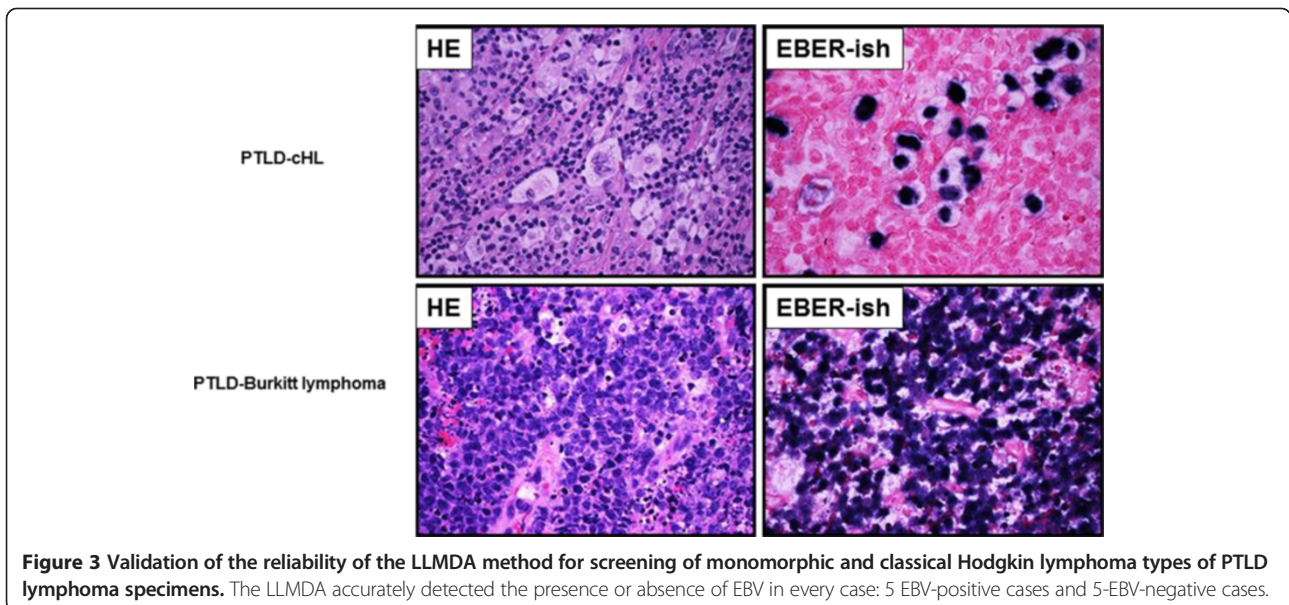 HE
EBER-ish
PTLD-cHL
HE
EBER-ish
PTLD-Burkitt lymphoma
Figure 3 Validation of the reliability of the LLMDA method for screening of monomorphic and classical Hodgkin lymphoma types of PTLD
lymphoma specimens. The LLMDA accurately detected the presence or absence of EBV in every case: 5 EBV-positive cases and 5-EBV-negative cases.